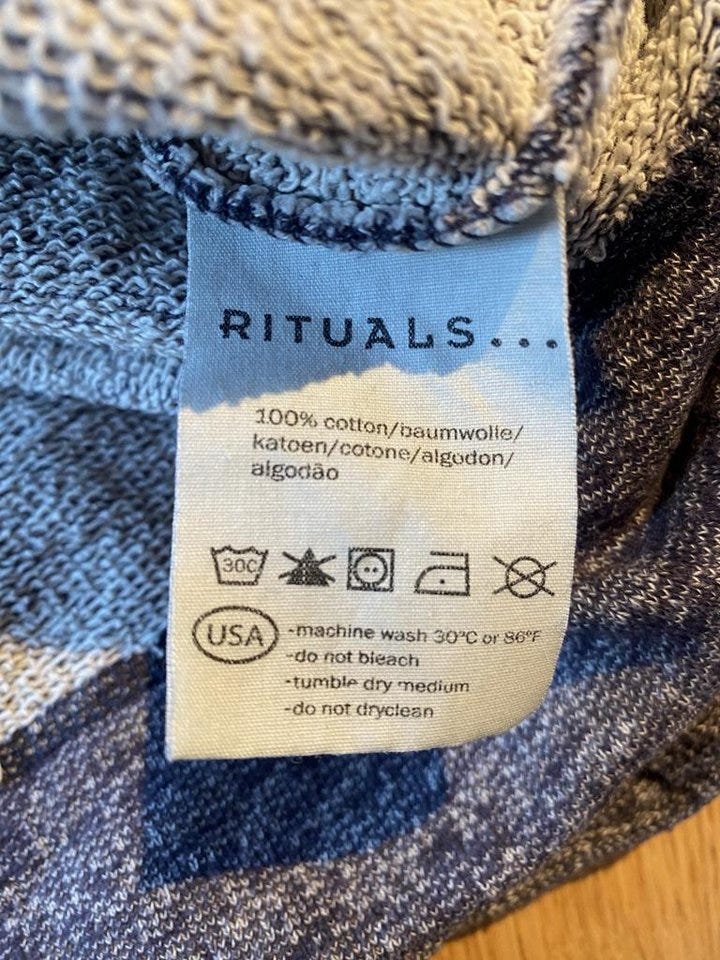 RITUALS...
100% cotton/baumwolle/
katoen/cotone/algodon/
algodão
30C
USA
-machine wash 30°C or 86°F
-do not bleach
-tumble dry medium
-do not dryclean